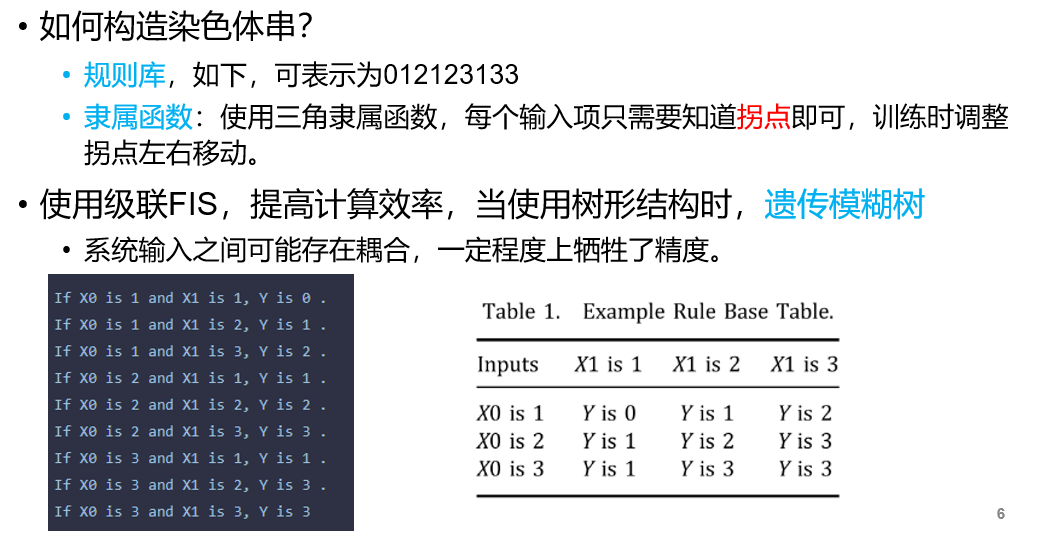 • 如何构造染色体串？
• 规则库，如下，可表示为012123133
• 隶属函数：使用三角隶属函数，每个输入项只需要知道拐点即可，训练时调整
拐点左右移动。
• 使用级联FIS，提高计算效率，当使用树形结构时，遗传模糊树
• 系统输入之间可能存在耦合，一定程度上牺牲了精度。
If X0 is 1 and X1 is 1, Y is 0 .
If X0 is 1 and X1 is 2, Y is 1 .
If X0 is 1 and X1 is 3, Y is 2 .
If X0 is 2 and X1 is 1, Y is 1 .
If X0 is 2 and X1 is 2, Y is 2 .
If X0 is 2 and X1 is 3, Y is 3 .
If X0 is 3 and X1 is 1, Y is 1 .
If X0 is 3 and X1 is 2, Y is 3 .
If X0 is 3 and X1 is 3, Y is 3
Table 1. Example Rule Base Table.
Inputs X1 is 1 X1 is 2 X1 is 3
X0 is 1 Y is 0 Y is 1 Y is 2
X0 is 2 Y is 1 Y is 2 Y is 3
X0 is 3 Y is 1 Y is 3 Y is 3
6